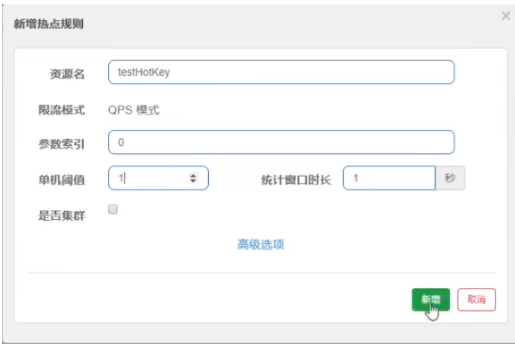 新增热点规则
资源名 testHotKey
限流模式 QPS 模式
参数索引 0
单机阈值 1 统计窗口时长 1 秒
是否集群
高级选项
新增 取消